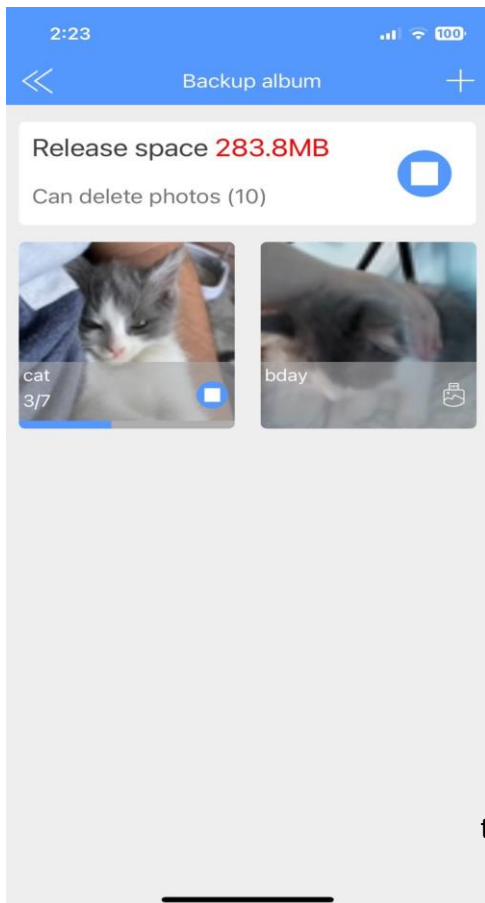 2:23
100
Backup album
Release space 283.8MB
Can delete photos (10)
cat
3/7
bday
t